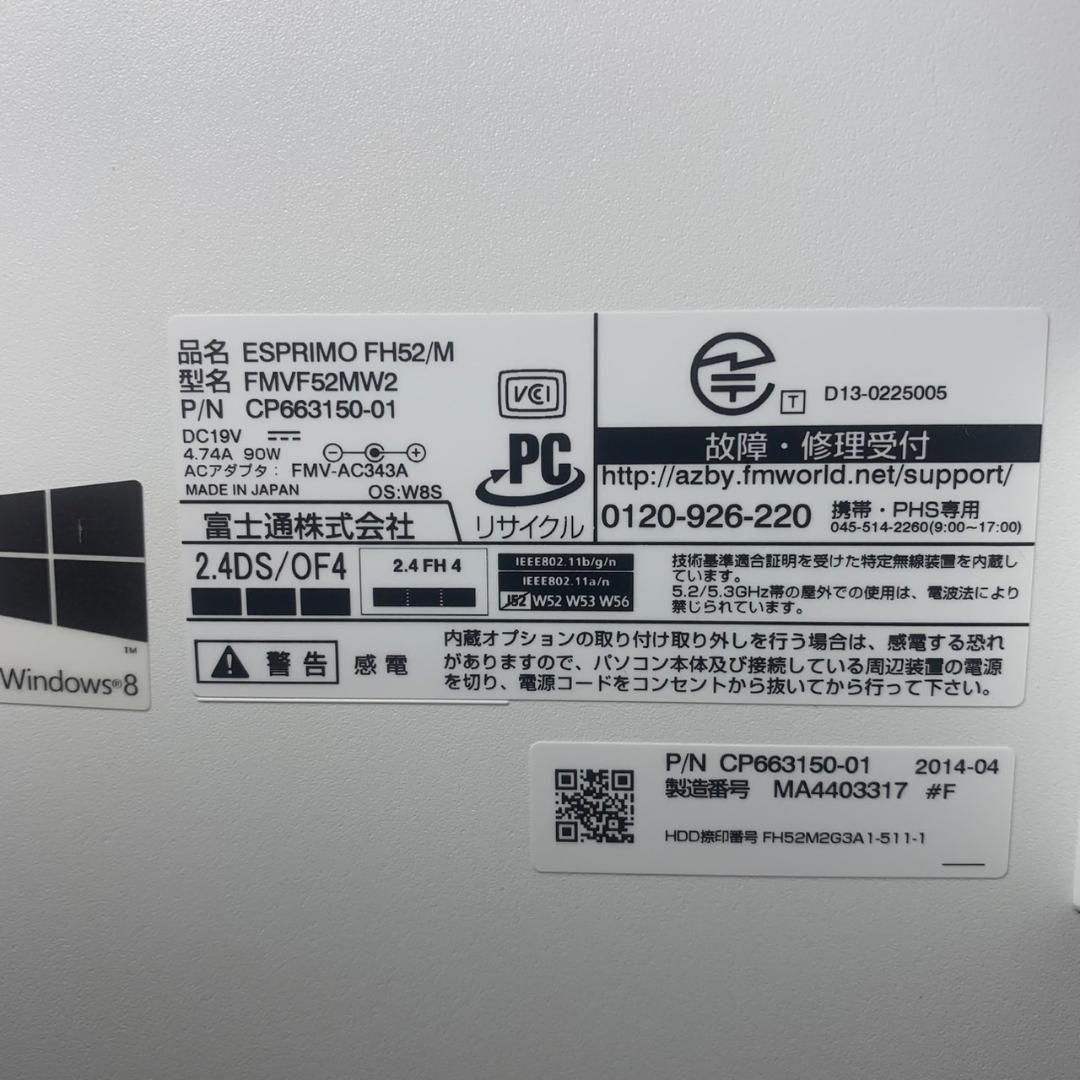 品名 ESPRIMO FH52/M
型名 FMVF52MW2
P/N CP663150-01
DC19V
4.74A 90W
ACアダプタ: FMV-AC343A
MADE IN JAPAN OS:W8S
VCCI
PC
リサイクル
富士通株式会社
T D13-0225005
故障・修理受付
http://azby.fmworld.net/support/
0120-926-220 携帯・PHS専用
045-514-2260(9:00~17:00)
2.4DS/OF4
2.4 FH 4
IEEE802.11b/g/n
IEEE802.11a/n
J52 W52 W53 W56
技術基準適合証明を受けた特定無線装置を内蔵し
ています。
5.2/5.3GHz帯の屋外での使用は、電波法により
禁じられています。
警告 感電
内蔵オプションの取り付け取り外しを行う場合は、感電する恐れ
がありますので、パソコン本体及び接続している周辺装置の電源
を切り、電源コードをコンセントから抜いてから行って下さい。
TM
Windows®8
P/N CP663150-01 2014-04
製造番号 MA4403317 #F
HDD捺印番号 FH52M2G3A1-511-1